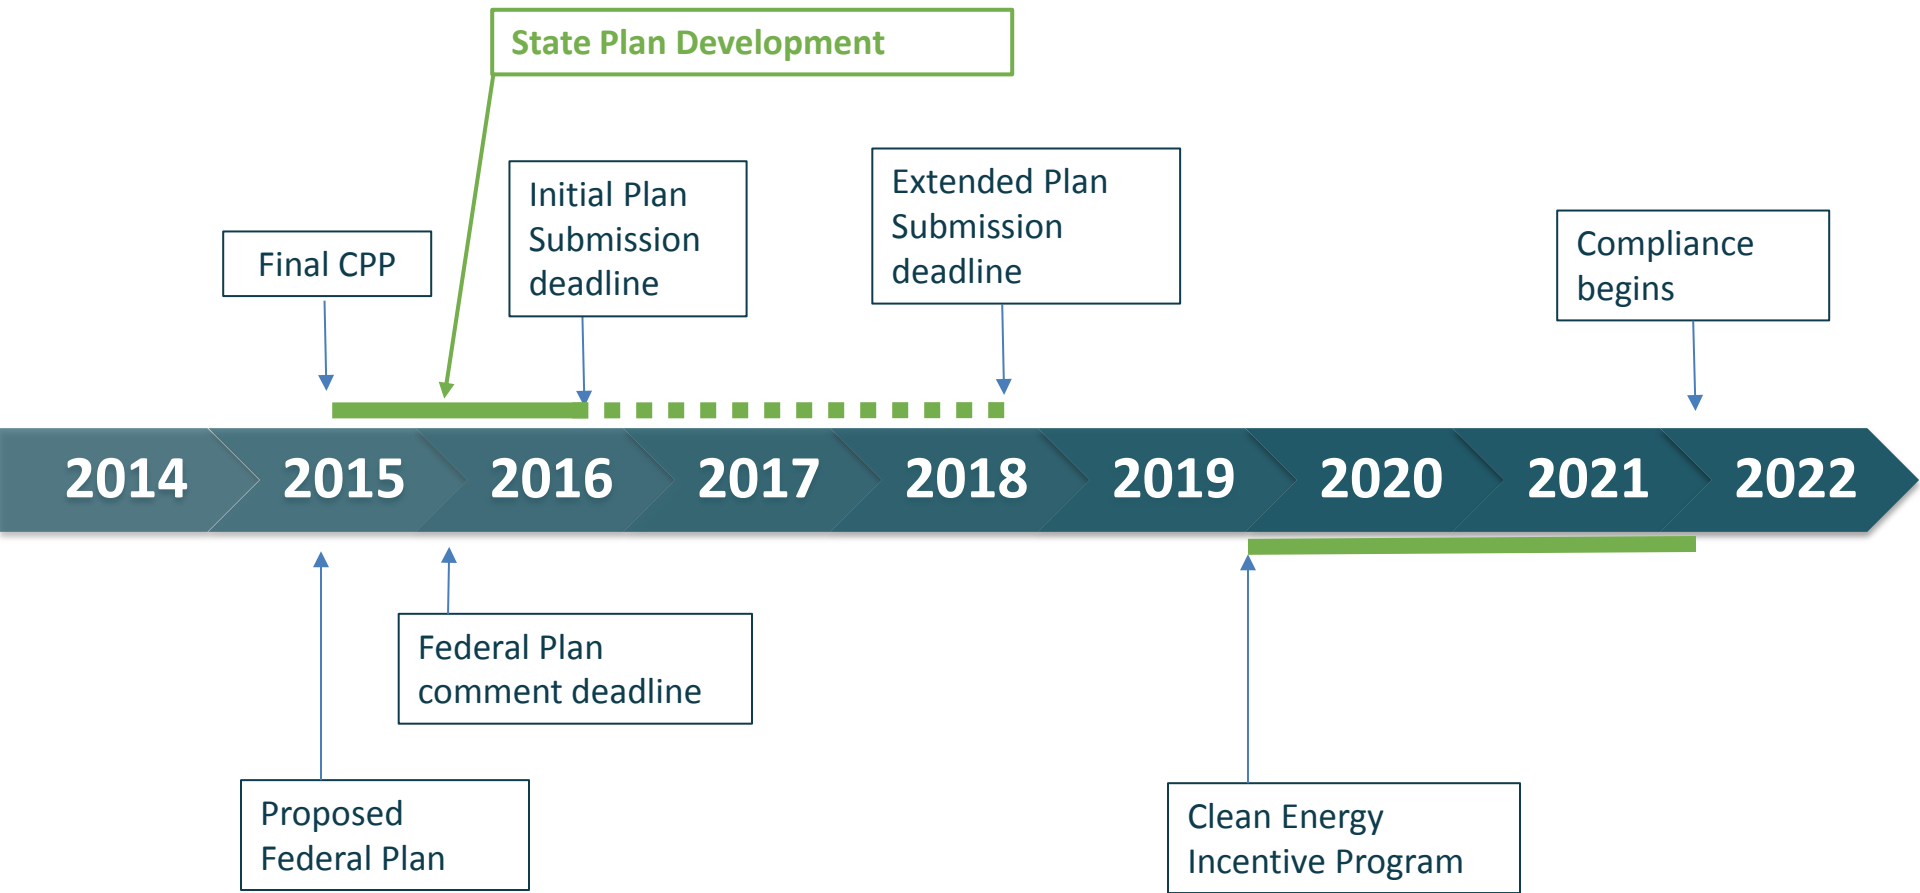 State Plan Development
Initial Plan
Submission
deadline
Extended Plan
Submission
deadline
Final CPP
Compliance
begins
2014 2015 2016 2017 2018 2019 2020 2021 2022
Federal Plan
comment deadline
Proposed
Federal Plan
Clean Energy
Incentive Program